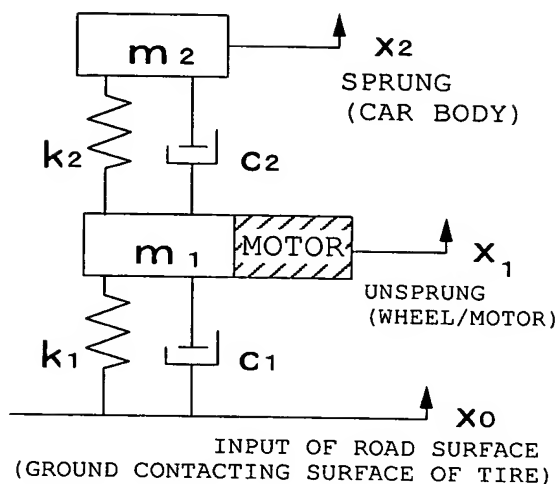 m2
x2
SPRUNG
(CAR BODY)
k2
c2
m1
MOTOR
x1
UNSPRUNG
(WHEEL/MOTOR)
k1
c1
x0
INPUT OF ROAD SURFACE
(GROUND CONTACTING SURFACE OF TIRE)